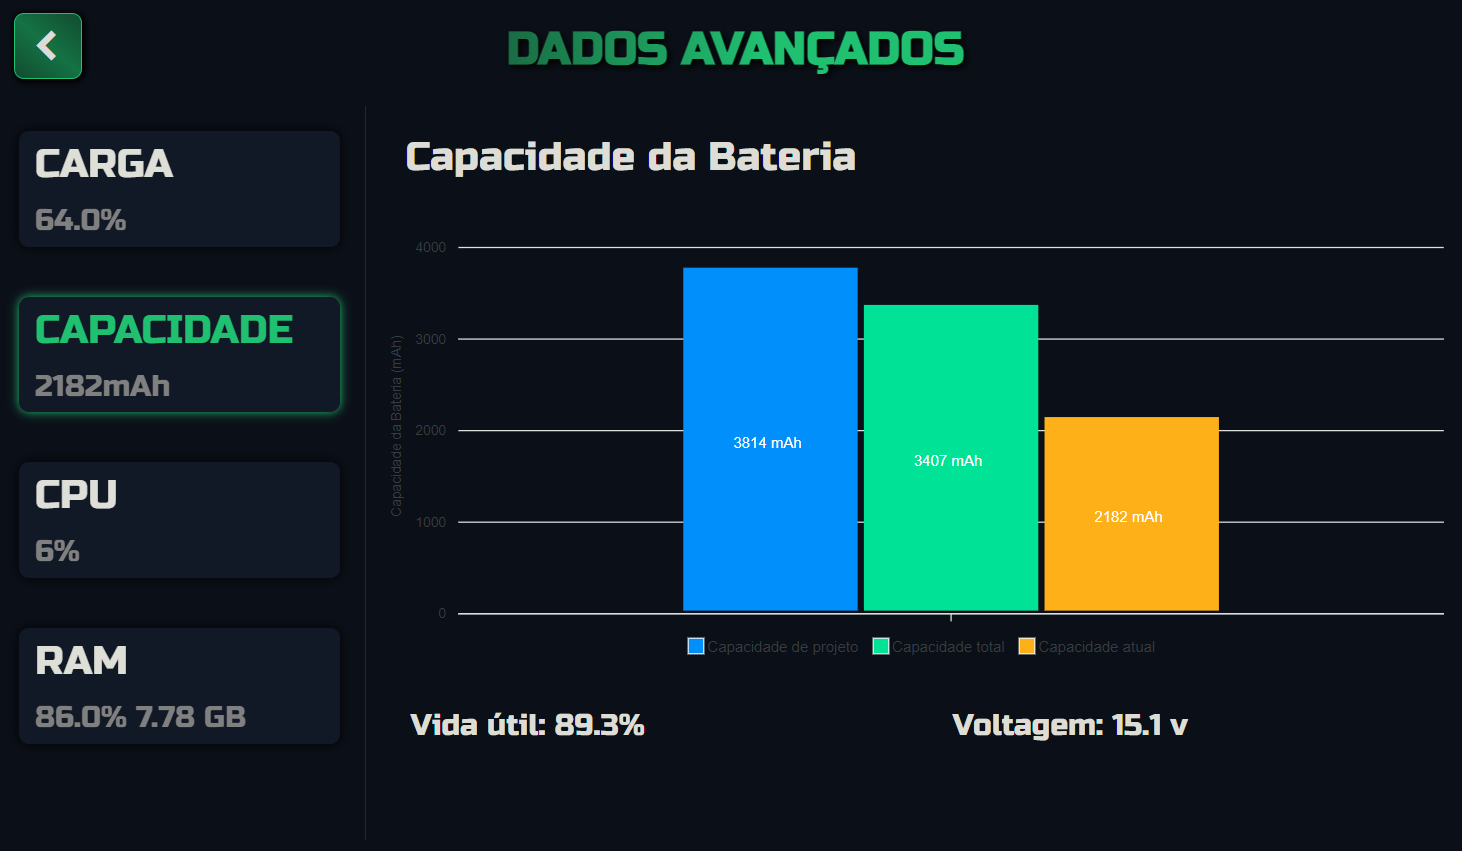 DADOS AVANÇADOS
CARGA
64.0%
CAPACIDADE
2182mAh
CPU
6%
RAM
86.0% 7.78 GB
Capacidade da Bateria
Capacidade da Bateria (mAh)
4000
3000
2000
1000
0
3814 mAh
3407 mAh
2182 mAh
Capacidade de projeto Capacidade total Capacidade atual
Vida útil: 89.3% Voltagem: 15.1 v